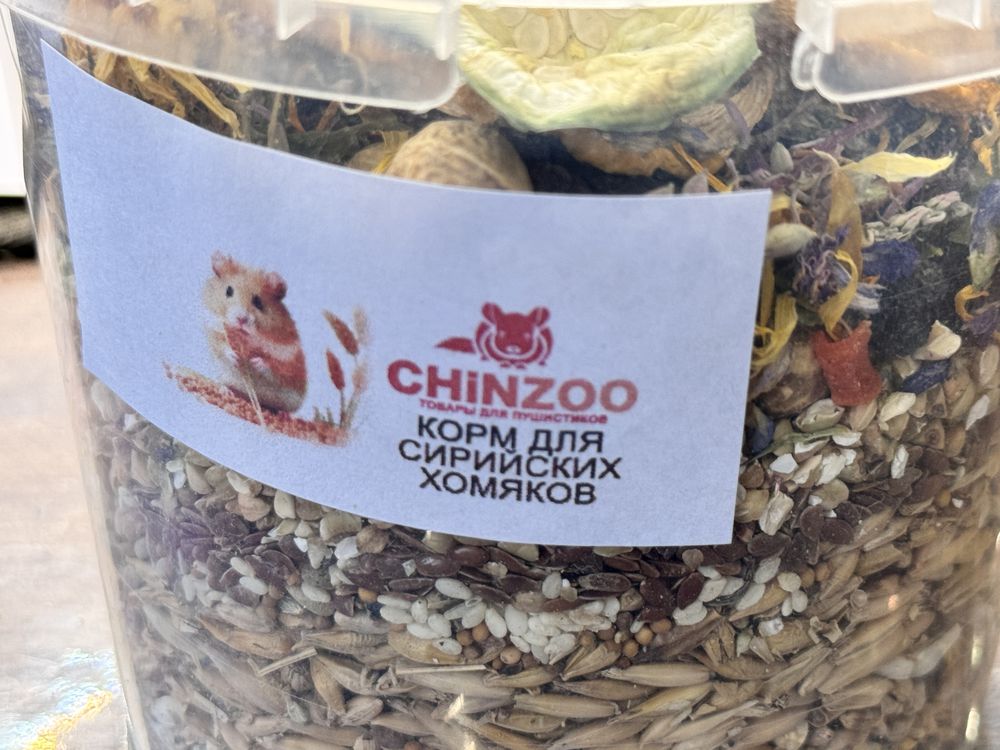 CHiNZOO
ТОВАРЫ ДЛЯ ПУШИСТИКОВ
КОРМ ДЛЯ
СИРИЙСКИХ
ХОМЯКОВ